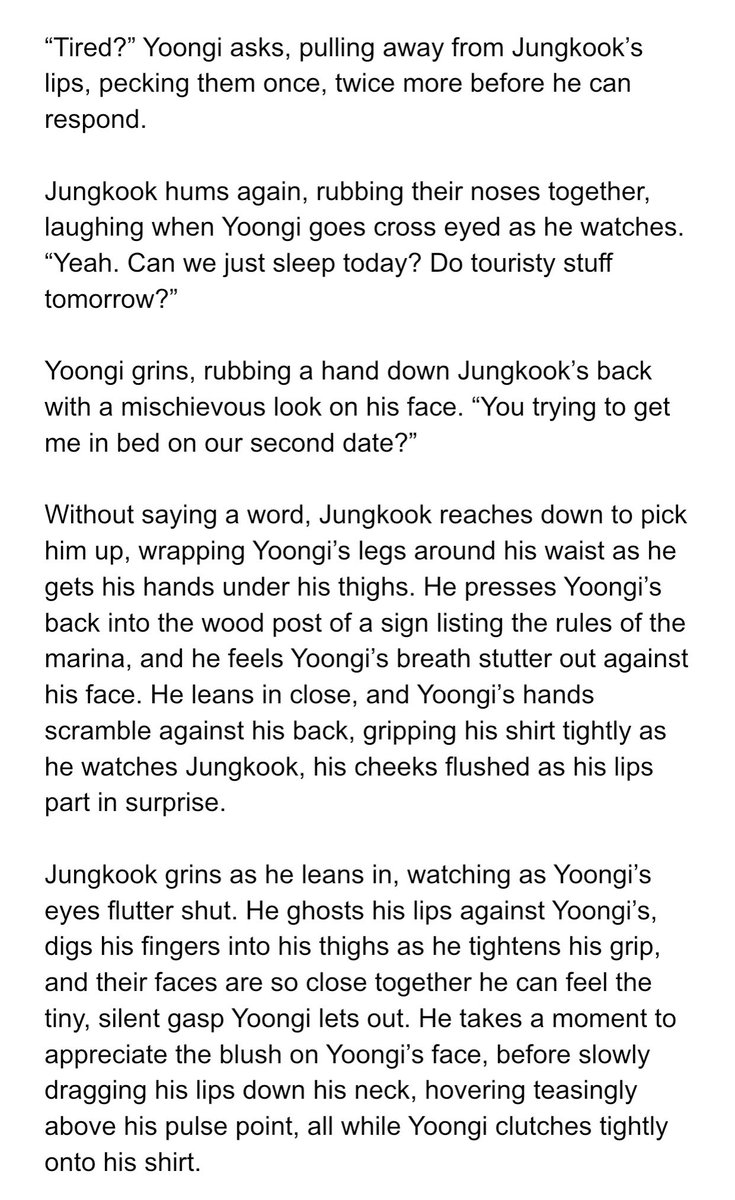 “Tired?” Yoongi asks, pulling away from Jungkook’s
lips, pecking them once, twice more before he can
respond.
Jungkook hums again, rubbing their noses together,
laughing when Yoongi goes cross eyed as he watches.
“Yeah. Can we just sleep today? Do touristy stuff
tomorrow?”
Yoongi grins, rubbing a hand down Jungkook’s back
with a mischievous look on his face. “You trying to get
me in bed on our second date?”
Without saying a word, Jungkook reaches down to pick
him up, wrapping Yoongi’s legs around his waist as he
gets his hands under his thighs. He presses Yoongi’s
back into the wood post of a sign listing the rules of the
marina, and he feels Yoongi’s breath stutter out against
his face. He leans in close, and Yoongi’s hands
scramble against his back, gripping his shirt tightly as
he watches Jungkook, his cheeks flushed as his lips
part in surprise.
Jungkook grins as he leans in, watching as Yoongi’s
eyes flutter shut. He ghosts his lips against Yoongi’s,
digs his fingers into his thighs as he tightens his grip,
and their faces are so close together he can feel the
tiny, silent gasp Yoongi lets out. He takes a moment to
appreciate the blush on Yoongi’s face, before slowly
dragging his lips down his neck, hovering teasingly
above his pulse point, all while Yoongi clutches tightly
onto his shirt.